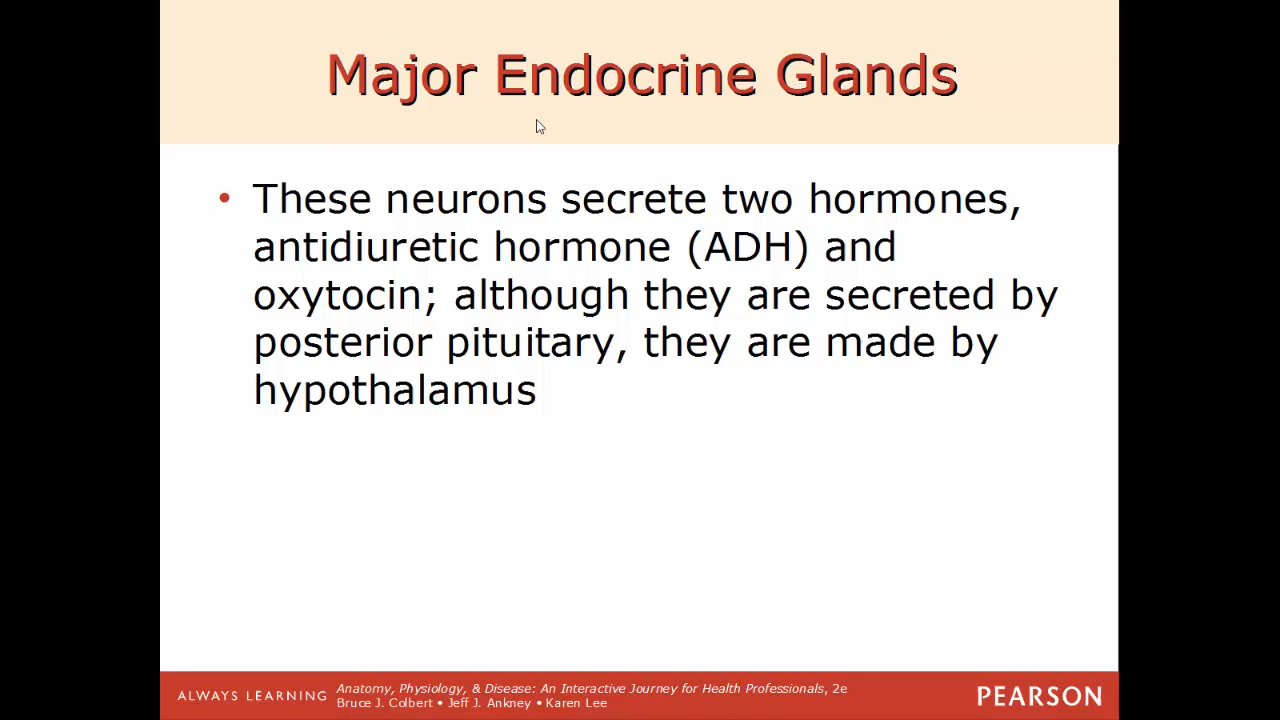 Major Endocrine Glands
• These neurons secrete two hormones,
antidiuretic hormone (ADH) and
oxytocin; although they are secreted by
posterior pituitary, they are made by
hypothalamus
ALWAYS LEARNING
Anatomy, Physiology, & Disease: An Interactive Journey for Health Professionals, 2e
Bruce J. Colbert • Jeff J. Ankney • Karen Lee
PEARSON